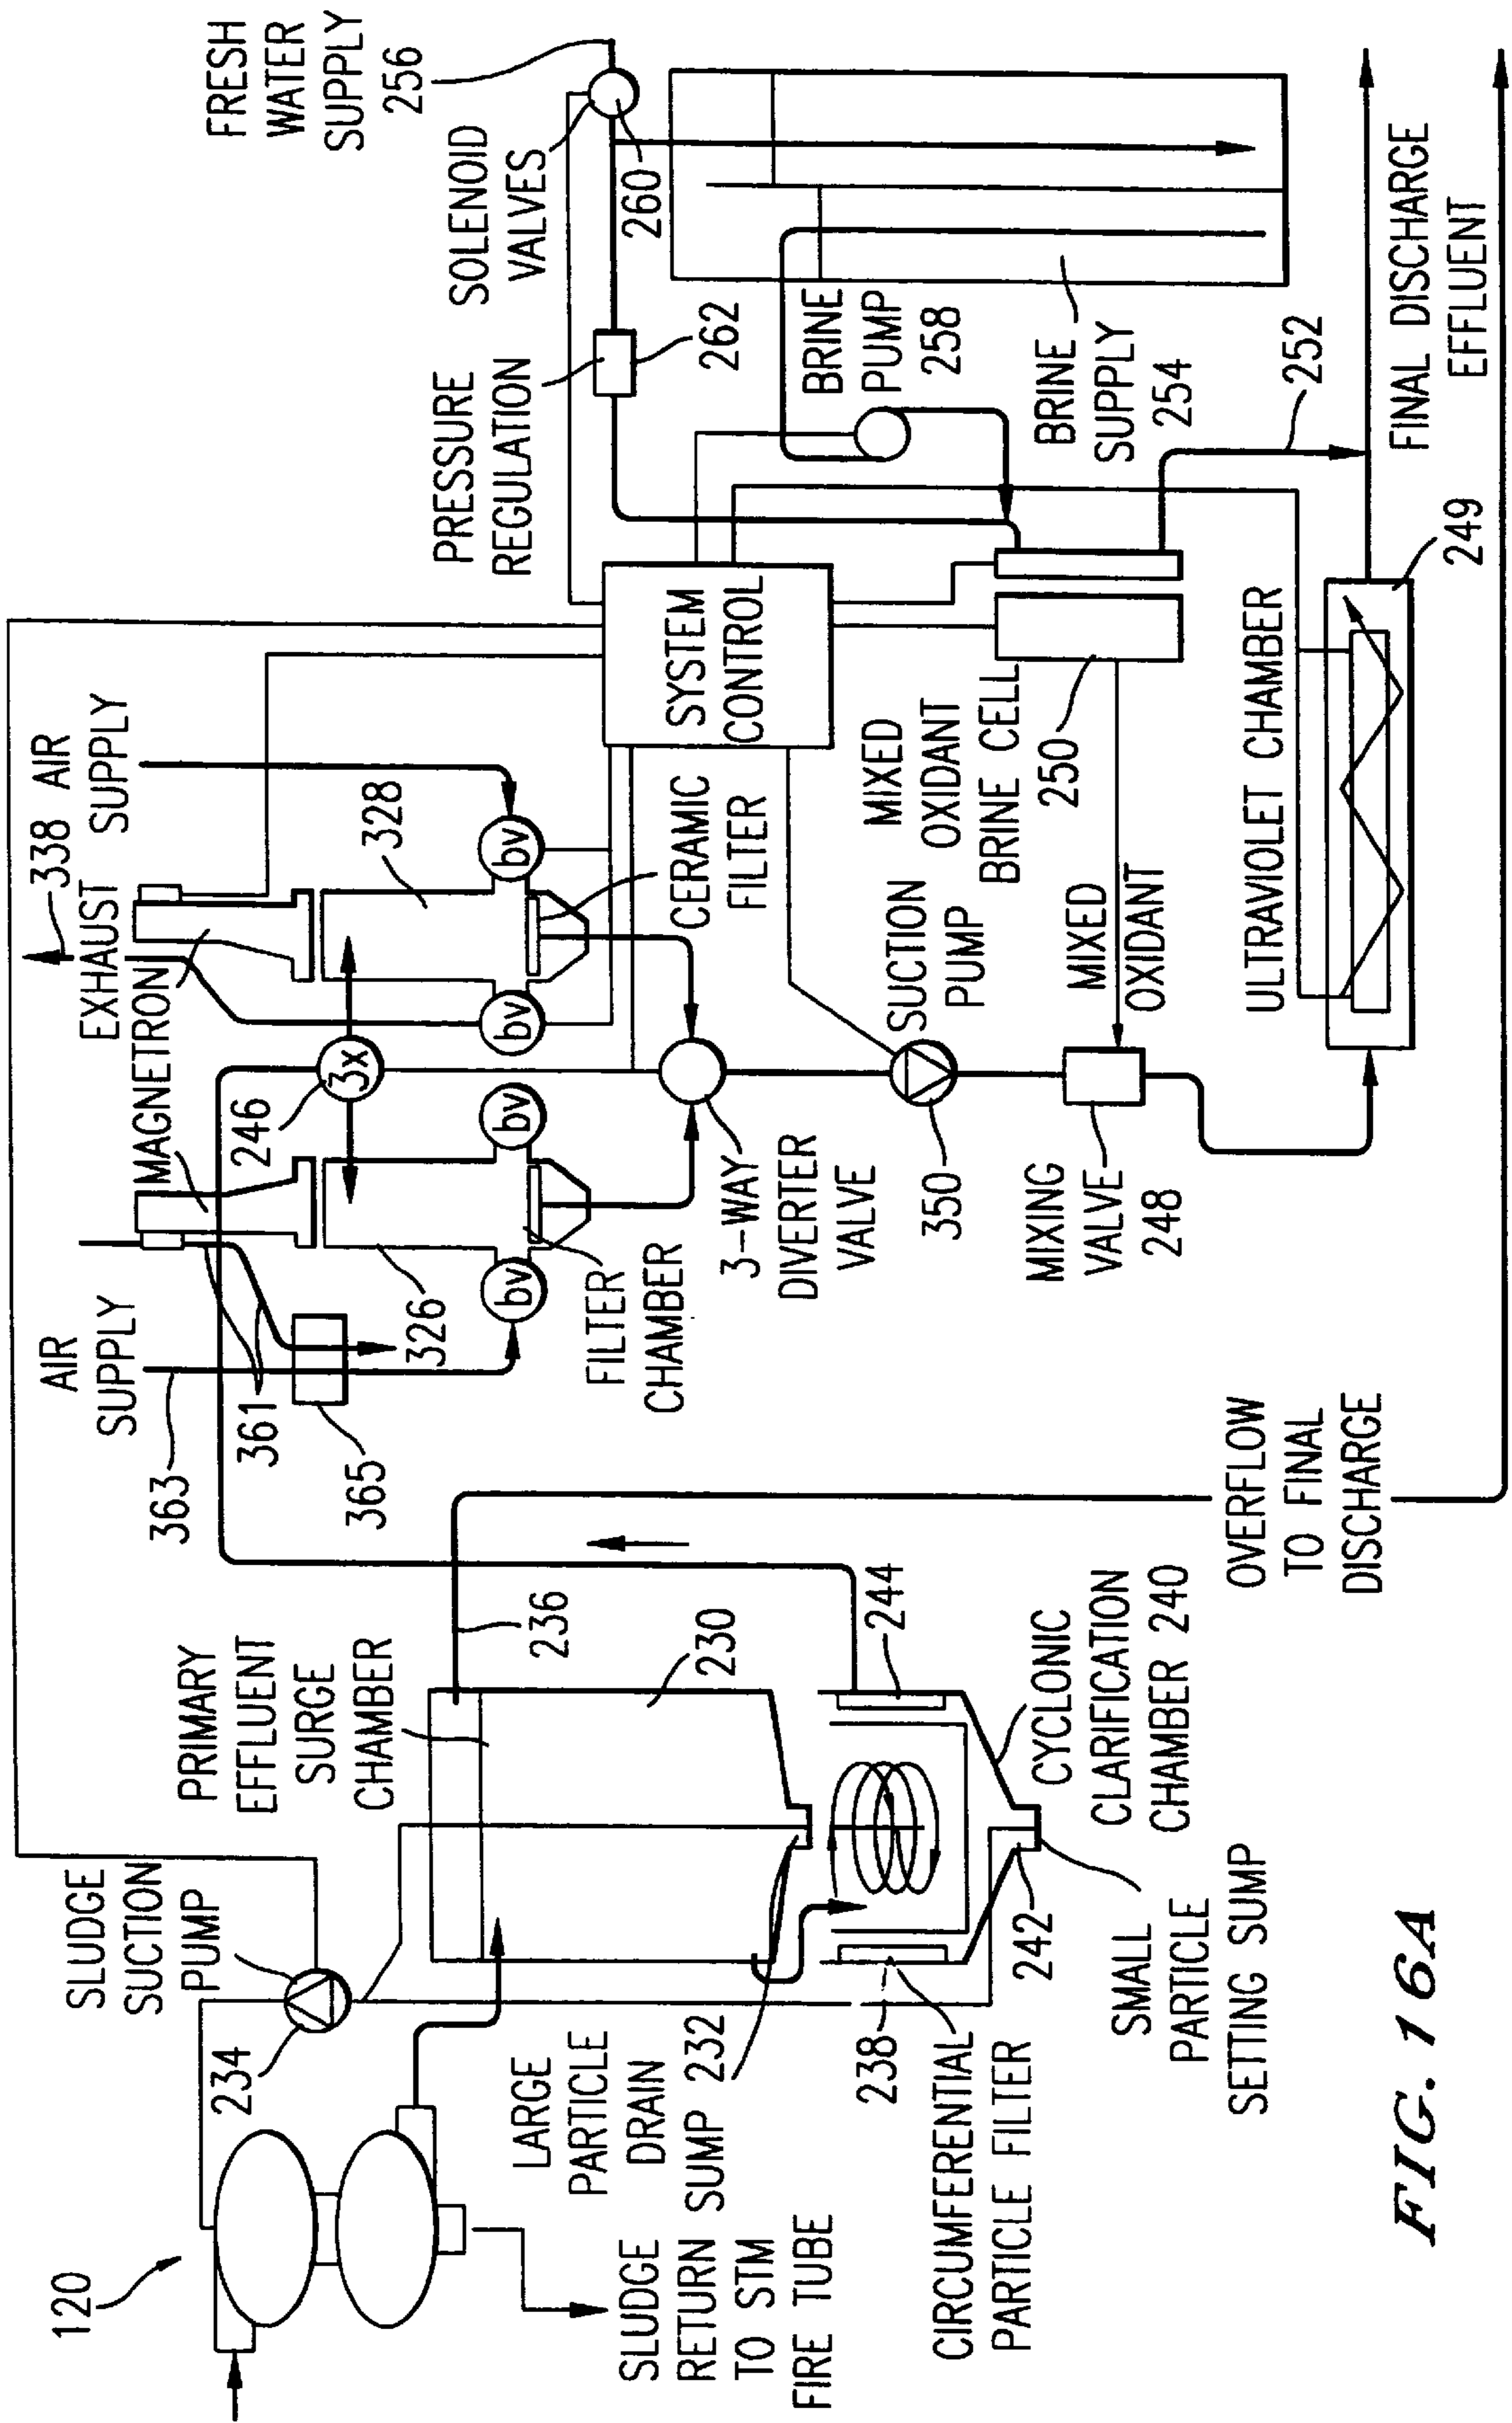 120
234
SLUDGE
SUCTION
PUMP
PRIMARY
EFFLUENT
SURGE
CHAMBER
236
230
LARGE
PARTICLE
DRAIN
SUMP 232
SLUDGE
RETURN
TO STM
FIRE TUBE
238
CIRCUMFERENTIAL
PARTICLE FILTER
242
SMALL
PARTICLE
SETTING SUMP
244
CYCLONIC
CLARIFICATION
CHAMBER 240
OVERFLOW
TO FINAL
DISCHARGE
AIR
SUPPLY
363
361
365
MAGNETRON
246
3x
326
bv
bv
FILTER
CHAMBER
EXHAUST
338
AIR
SUPPLY
328
bv
bv
CERAMIC
FILTER
3-WAY
DIVERTER
VALVE
SUCTION
PUMP
350
MIXING
VALVE
248
MIXED
OXIDANT
SYSTEM
CONTROL
MIXED
OXIDANT
BRINE CELL
250
PRESSURE
REGULATION
262
SOLENOID
VALVES
260
FRESH
WATER
SUPPLY
256
BRINE
PUMP
258
BRINE
SUPPLY
254
252
ULTRAVIOLET CHAMBER
249
FINAL DISCHARGE
EFFLUENT
FIG. 16A